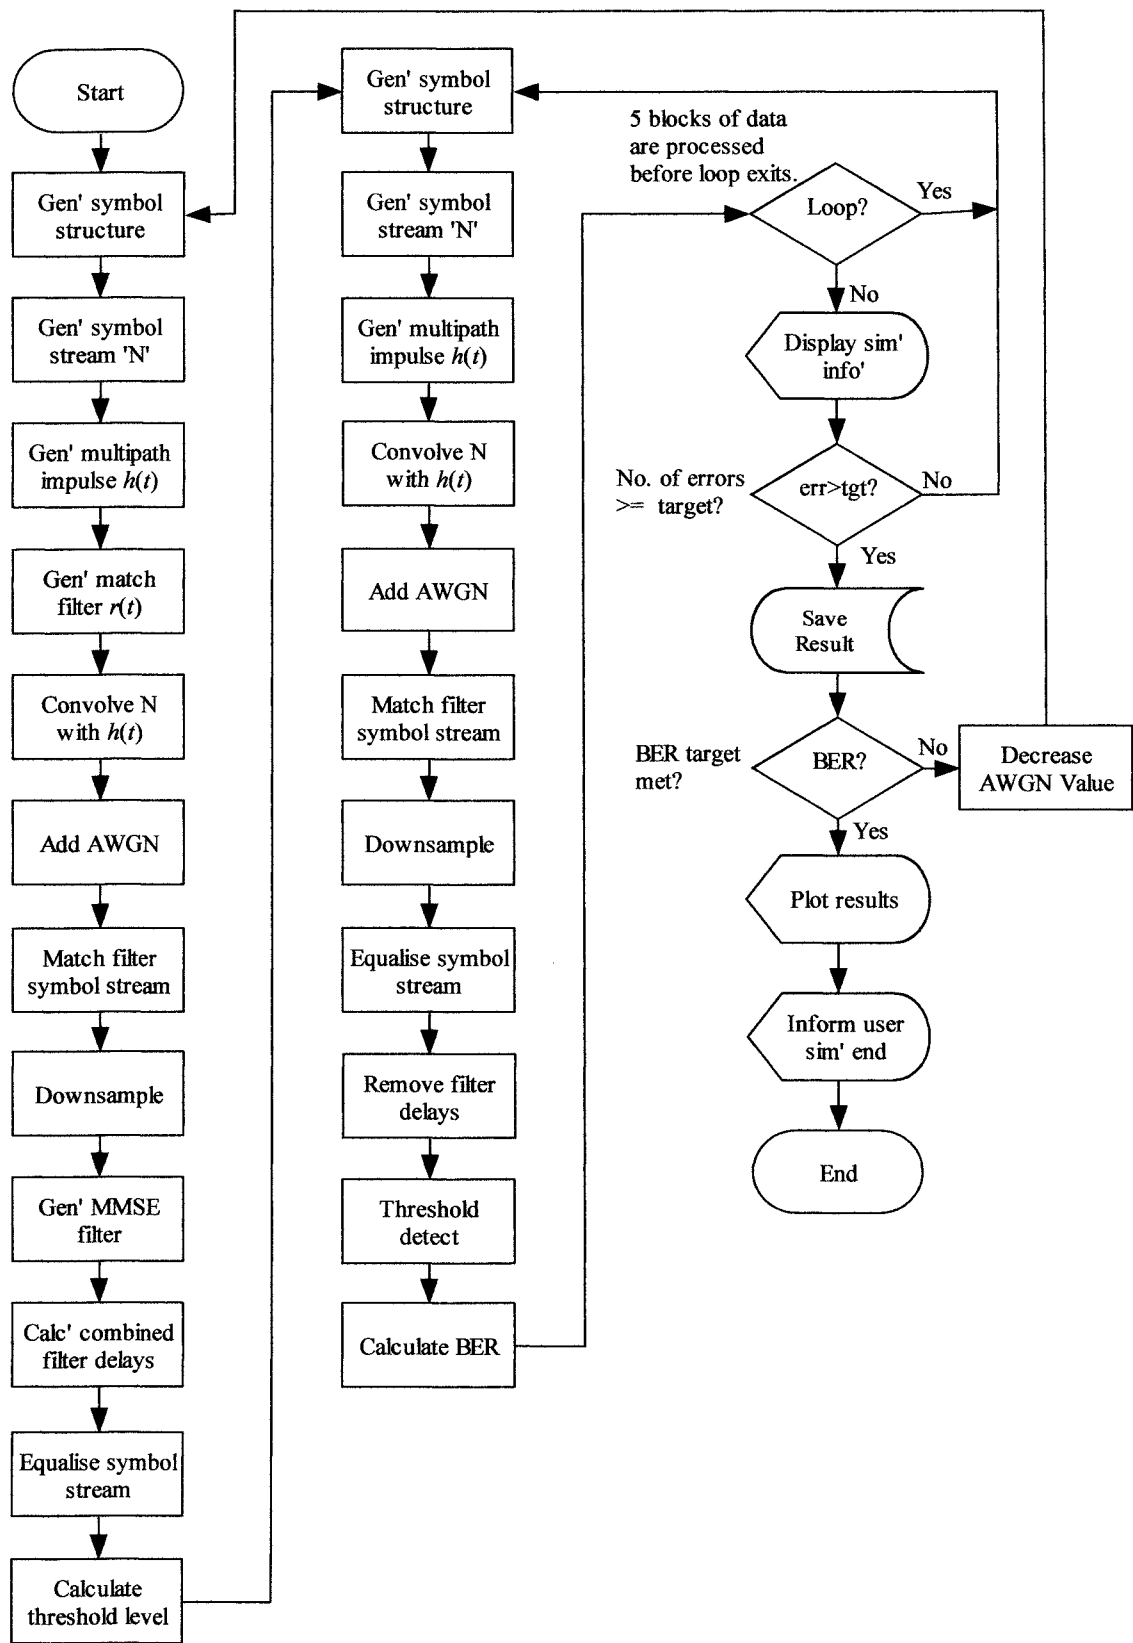 Start
Gen' symbol
structure
Gen' symbol
stream 'N'
Gen' multipath
impulse h(t)
Gen' match
filter r(t)
Convolve N
with h(t)
Add AWGN
Match filter
symbol stream
Downsample
Gen' MMSE
filter
Calc' combined
filter delays
Equalise symbol
stream
Calculate
threshold level
Gen' symbol
structure
Gen' symbol
stream 'N'
Gen' multipath
impulse h(t)
Convolve N
with h(t)
Add AWGN
Match filter
symbol stream
Downsample
Equalise symbol
stream
Remove filter
delays
Threshold
detect
Calculate BER
5 blocks of data
are processed
before loop exits.
Loop?
Yes
No
Display sim'
info'
No. of errors
>= target?
err>tgt?
No
Yes
Save
Result
BER target
met?
BER?
No
Decrease
AWGN Value
Yes
Plot results
Inform user
sim' end
End